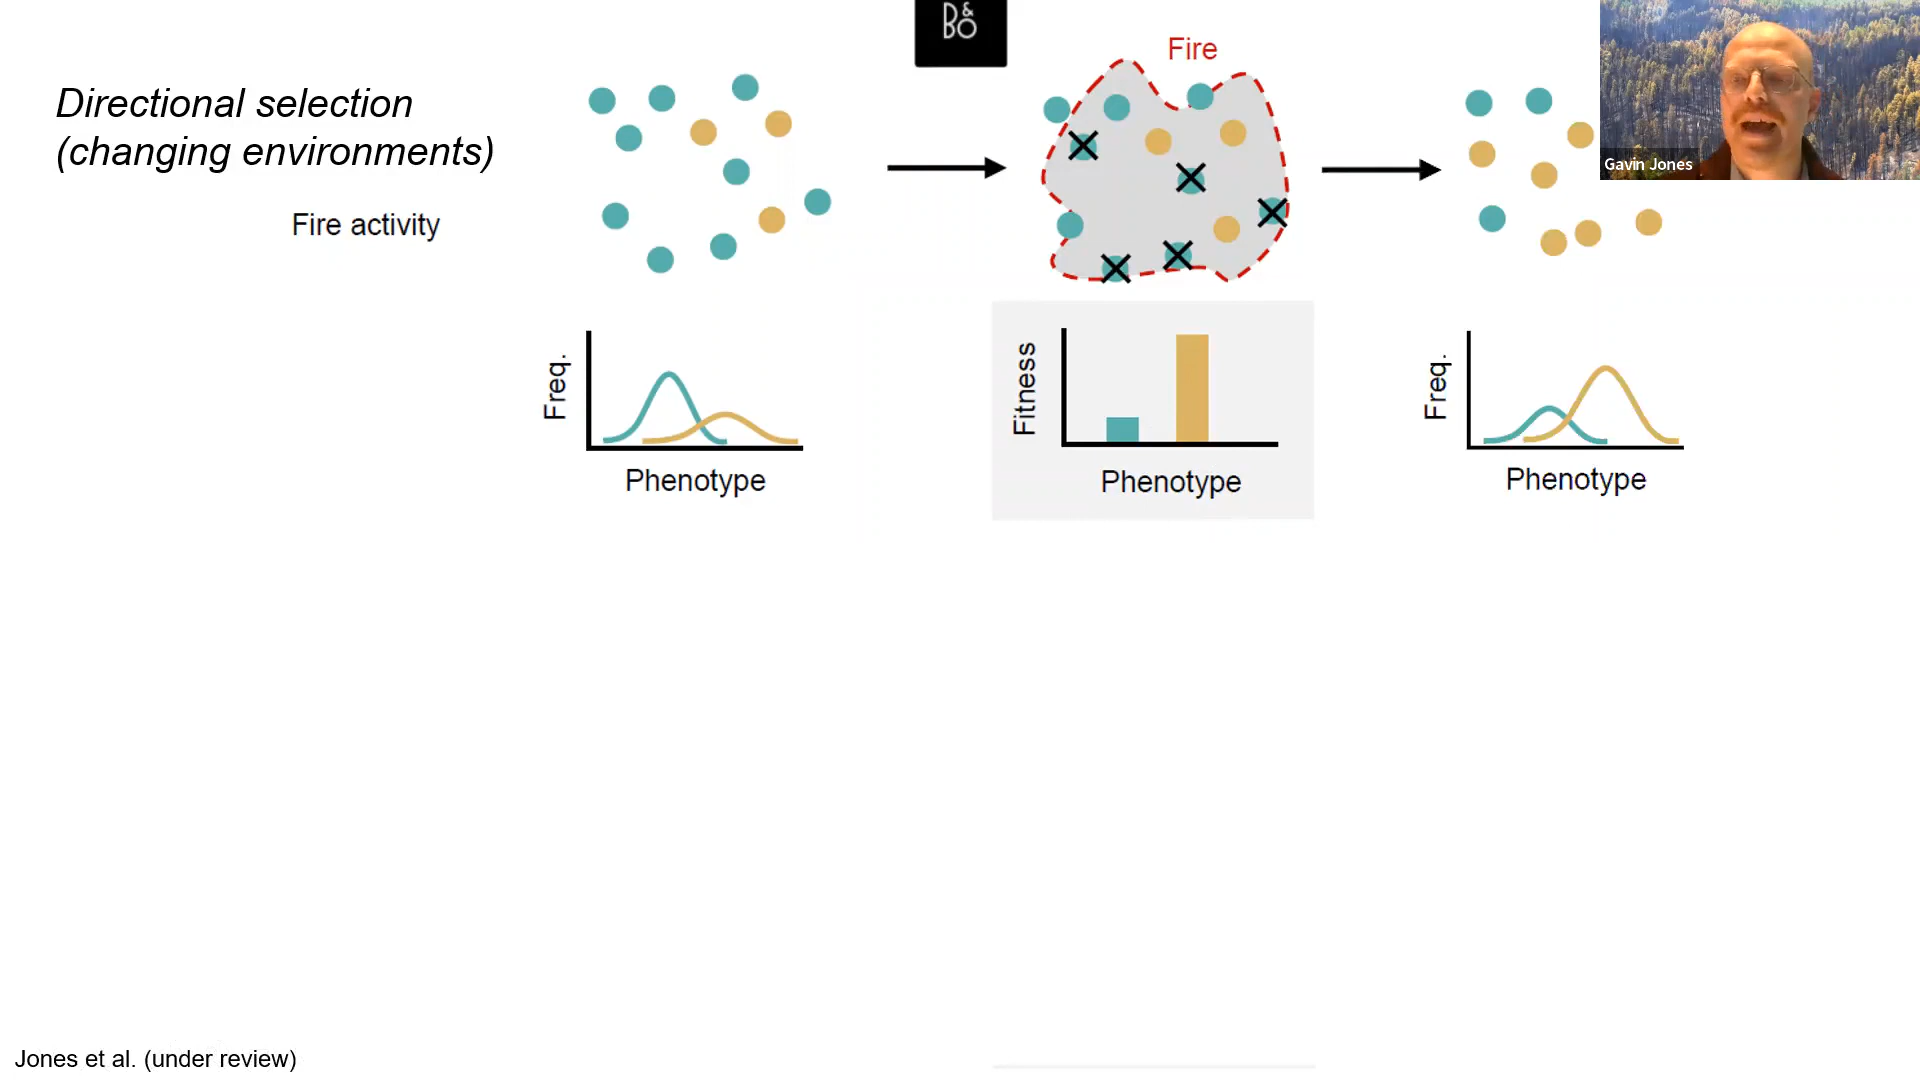 B&O
Fire
Directional selection
(changing environments)
Gavin Jones
Fire activity
Freq.
Phenotype
Fitness
Phenotype
Freq.
Phenotype
Jones et al. (under review)